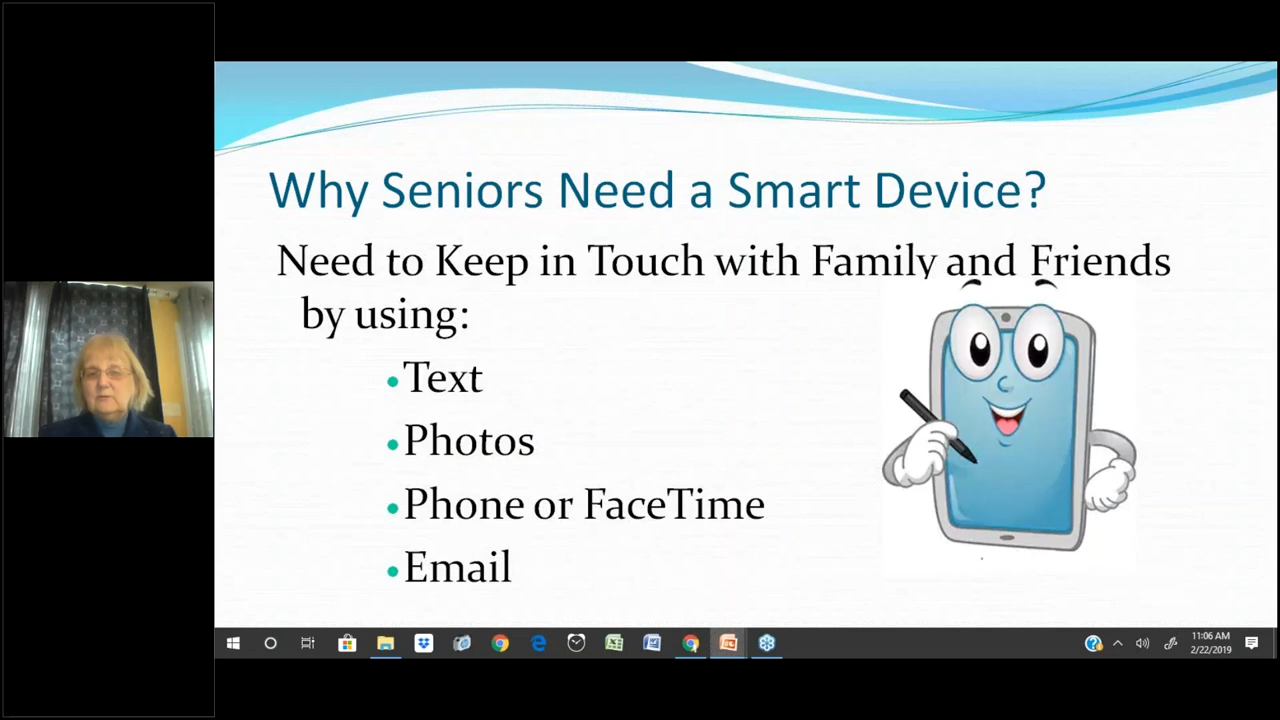 Why Seniors Need a Smart Device?
Need to Keep in Touch with Family and Friends
by using:
•Text
•Photos
•Phone or FaceTime
•Email
11:06 AM
2/22/2019